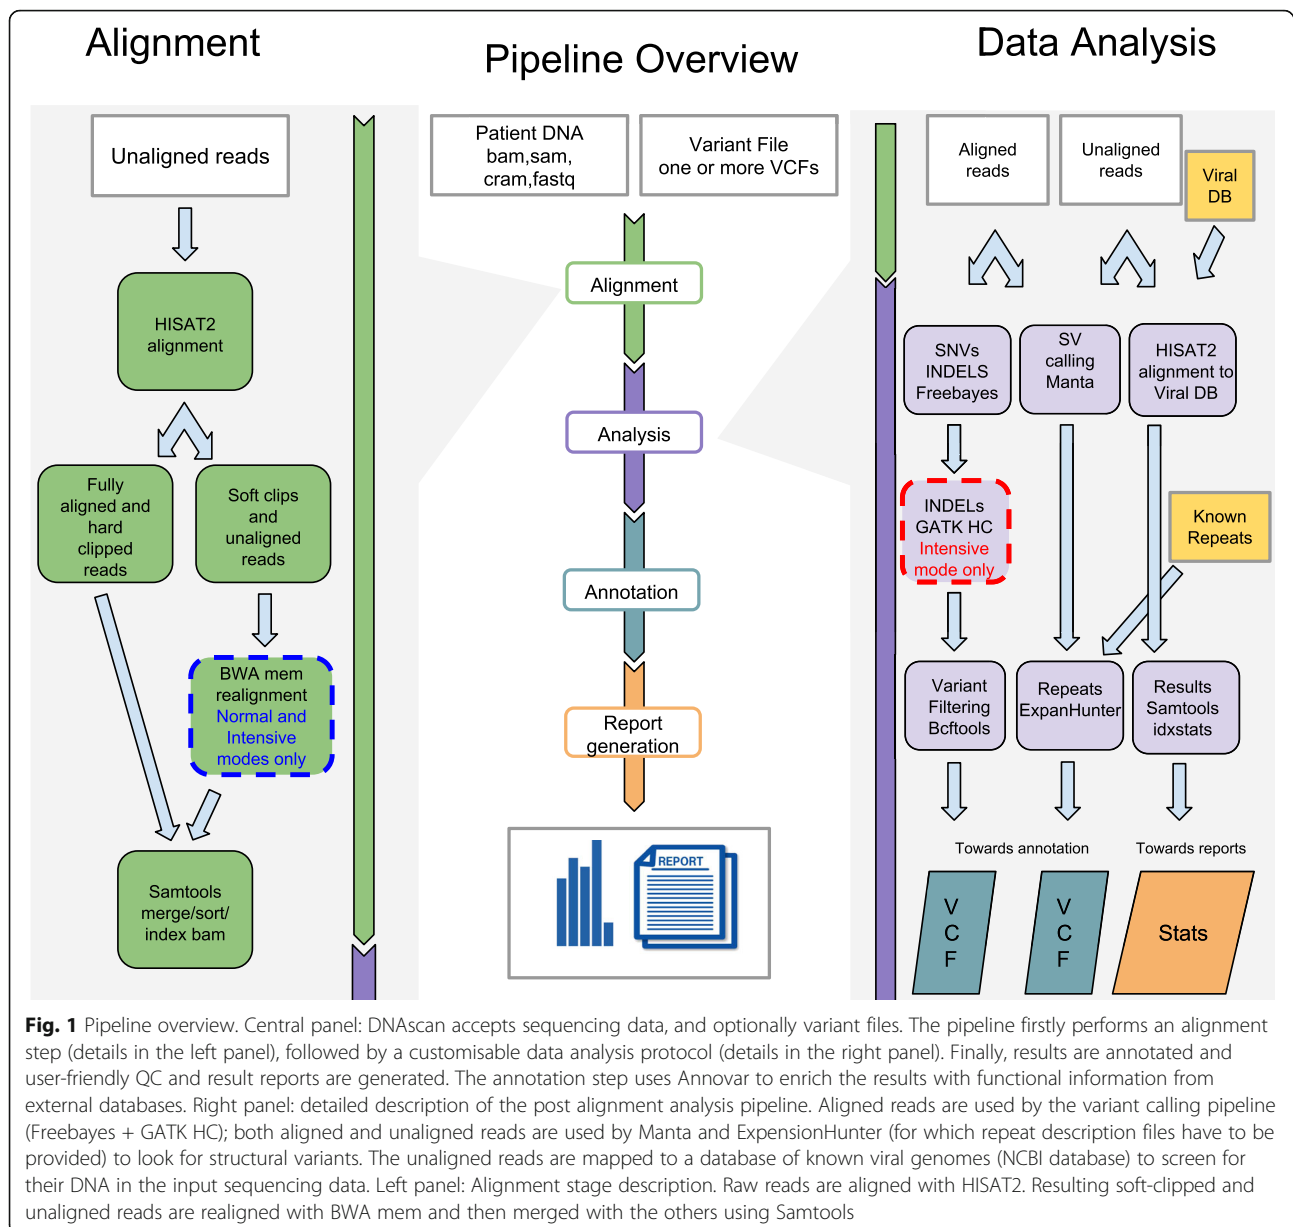 Alignment
Pipeline Overview
Data Analysis
Unaligned reads
HISAT2
alignment
Fully
aligned and
hard
clipped
reads
Soft clips
and
unaligned
reads
BWA mem
realignment
Normal and
Intensive
modes only
Samtools
merge/sort/
index bam
Patient DNA
bam,sam,
cram,fastq
Variant File
one or more VCFs
Alignment
Analysis
Annotation
Report
generation
REPORT
Aligned
reads
Unaligned
reads
Viral
DB
SNVs
INDELS
Freebayes
SV
calling
Manta
HISAT2
alignment to
Viral DB
INDELs
GATK HC
Intensive
mode only
Known
Repeats
Variant
Filtering
Bcftools
Repeats
ExpanHunter
Results
Samtools
idxstats
Towards annotation
Towards reports
V
C
F
V
C
F
Stats
Fig. 1 Pipeline overview. Central panel: DNAscan accepts sequencing data, and optionally variant files. The pipeline firstly performs an alignment
step (details in the left panel), followed by a customisable data analysis protocol (details in the right panel). Finally, results are annotated and
user-friendly QC and result reports are generated. The annotation step uses Annovar to enrich the results with functional information from
external databases. Right panel: detailed description of the post alignment analysis pipeline. Aligned reads are used by the variant calling pipeline
(Freebayes + GATK HC); both aligned and unaligned reads are used by Manta and ExpensionHunter (for which repeat description files have to be
provided) to look for structural variants. The unaligned reads are mapped to a database of known viral genomes (NCBI database) to screen for
their DNA in the input sequencing data. Left panel: Alignment stage description. Raw reads are aligned with HISAT2. Resulting soft-clipped and
unaligned reads are realigned with BWA mem and then merged with the others using Samtools